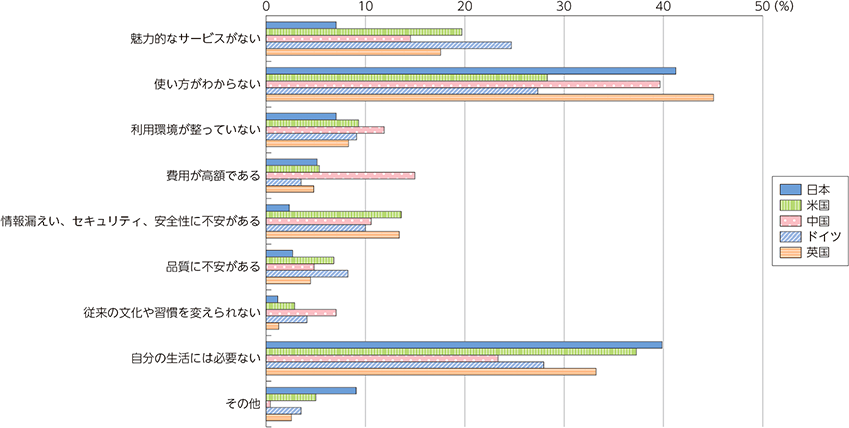 0 10 20 30 40 50 (%)
魅力的なサービスがない
使い方がわからない
利用環境が整っていない
費用が高額である
情報漏えい、セキュリティ、安全性に不安がある
品質に不安がある
従来の文化や習慣を変えられない
自分の生活には必要ない
その他
日本
米国
中国
ドイツ
英国